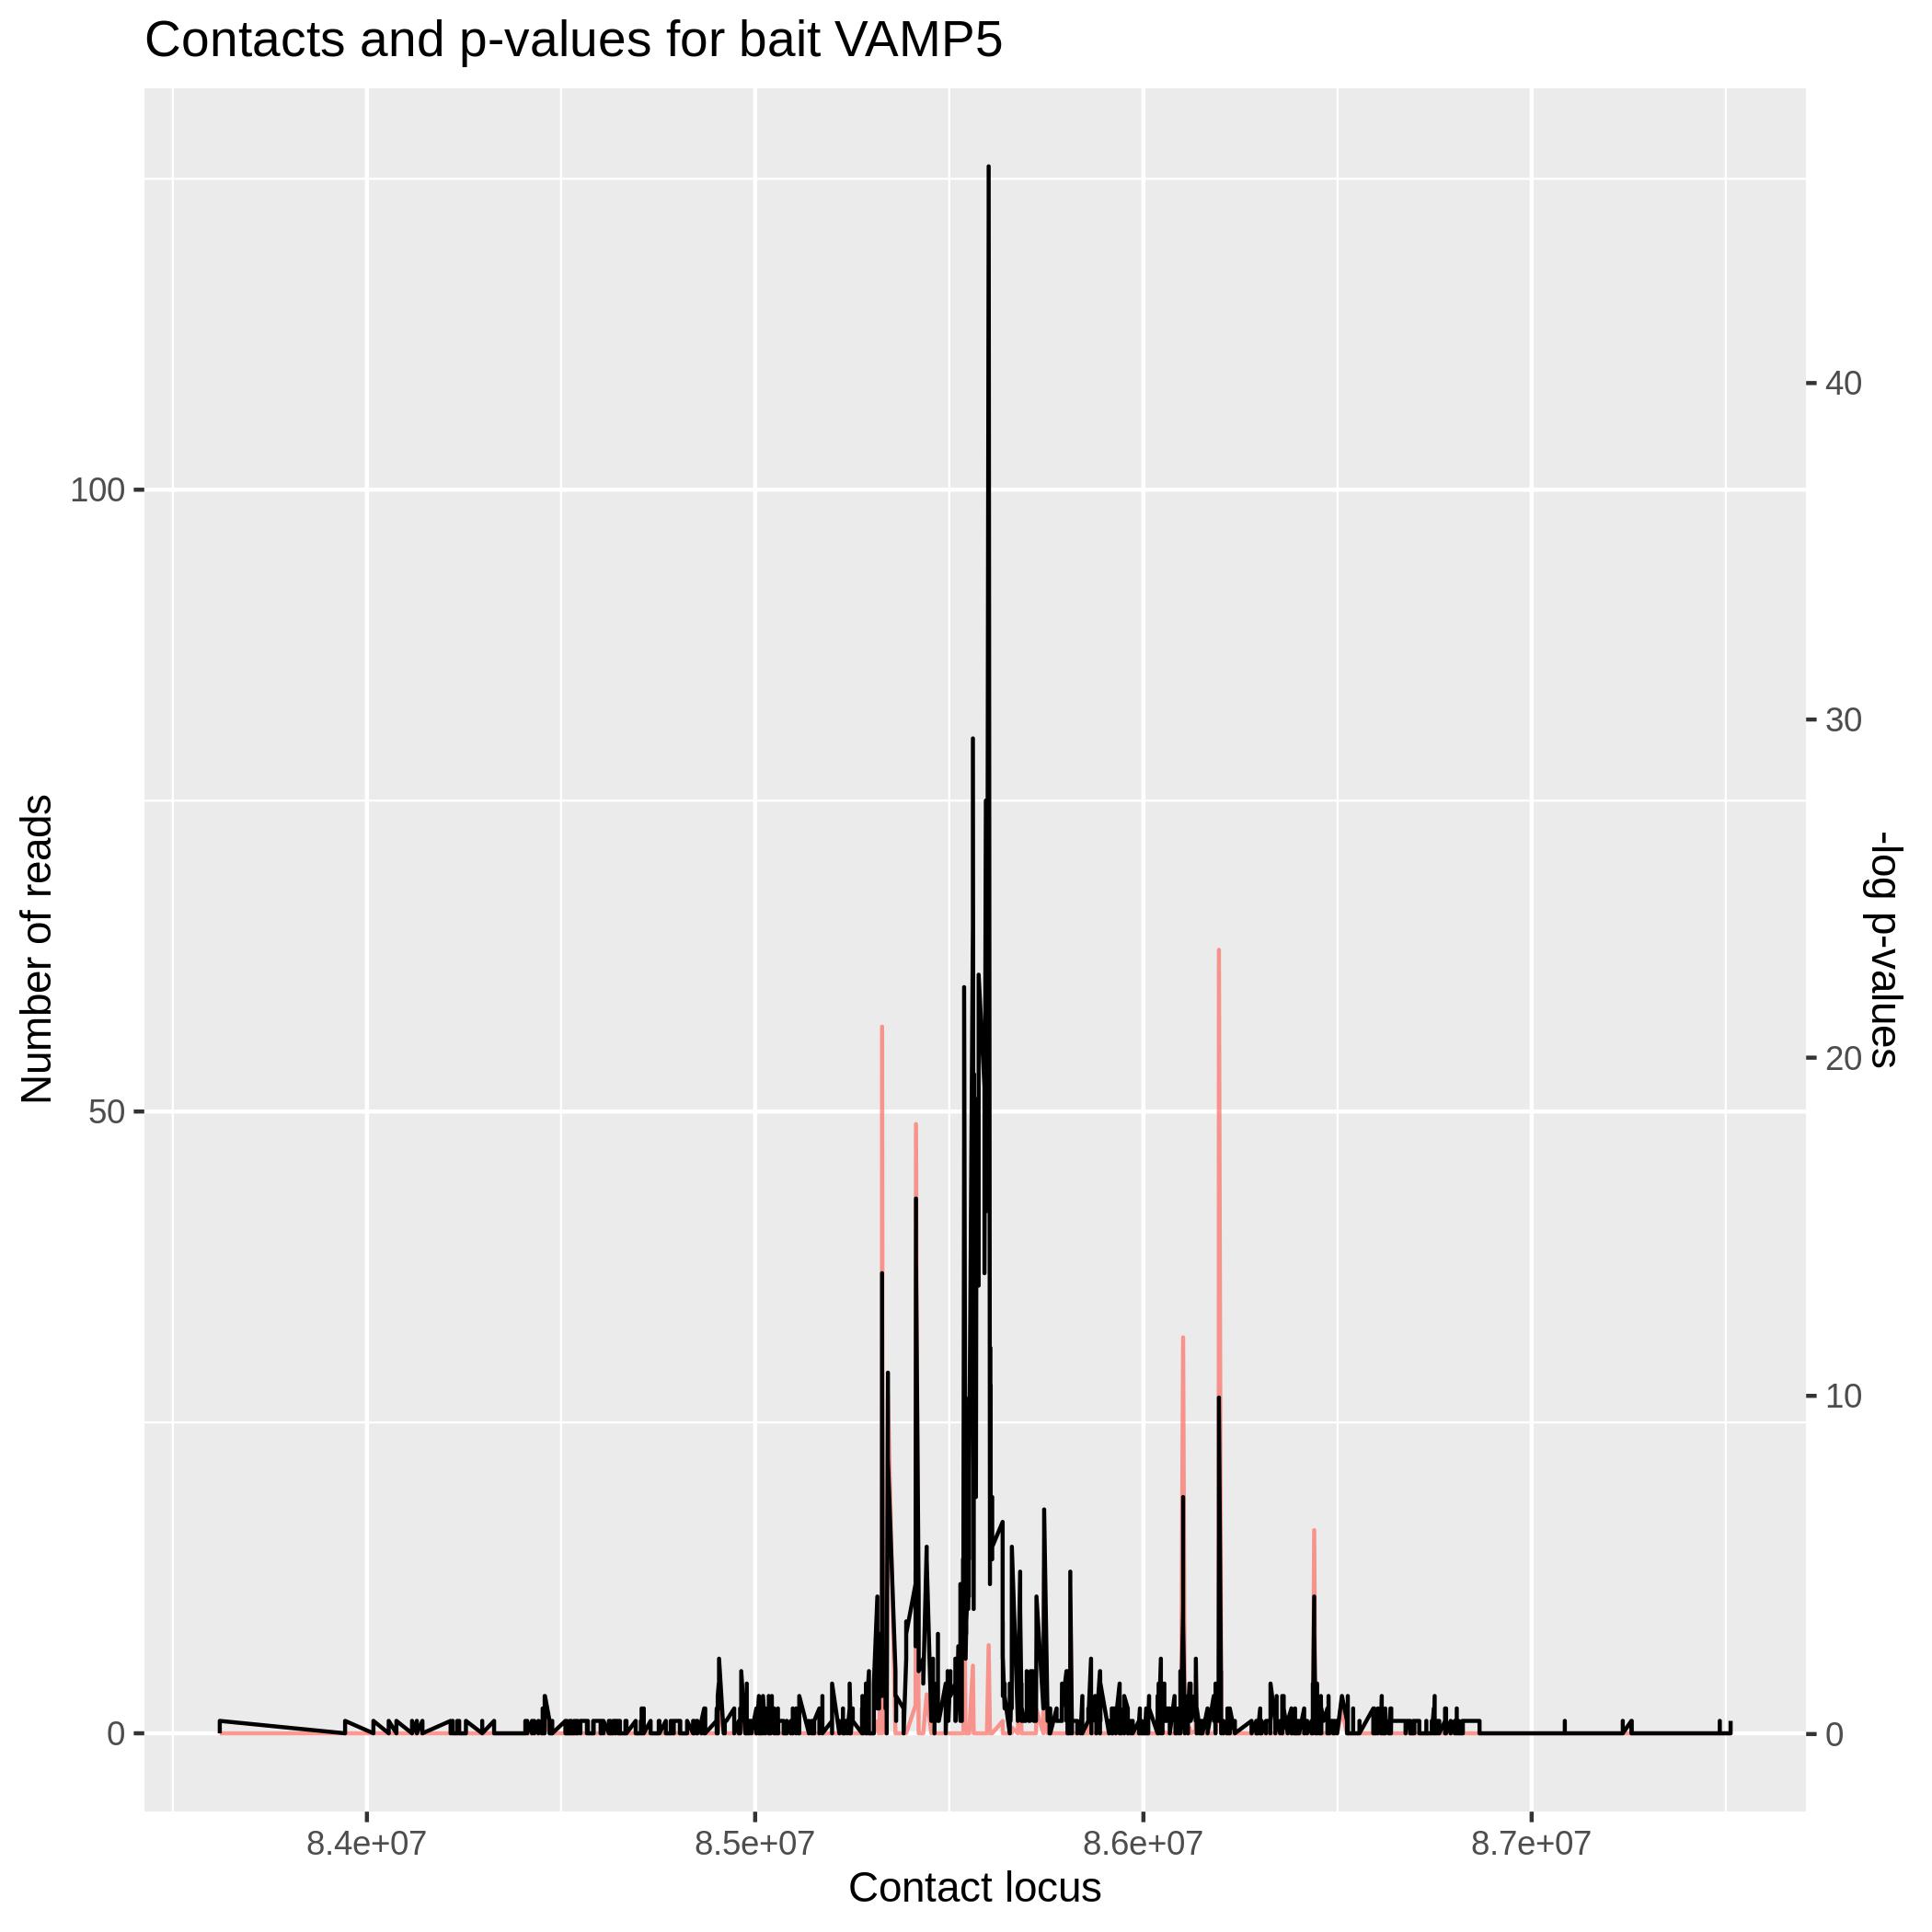 Contacts and p-values for bait VAMP5
Number of reads
100
50
0
40
30
20
10
0
-log p-values
8.4e+07 8.5e+07 8.6e+07 8.7e+07
Contact locus